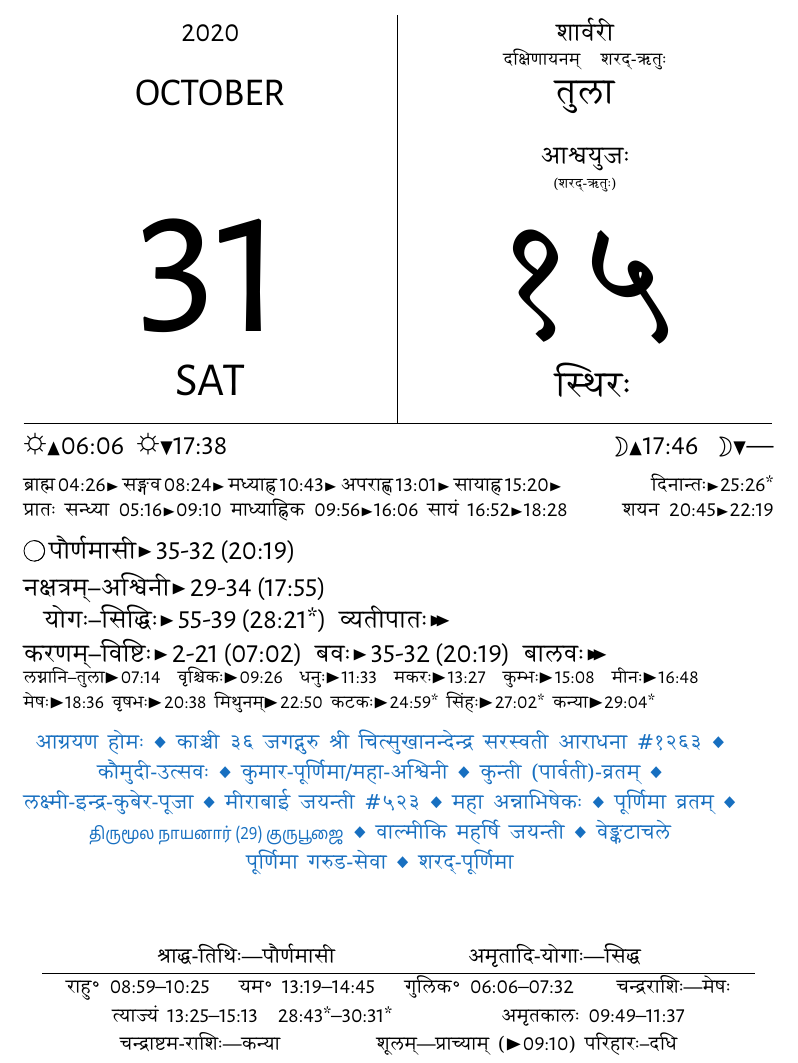 2020
OCTOBER
31
SAT
शार्वरी
दक्षिणायनम् शरद्-ऋतुः
तुला
आश्वयुजः
(शरद्-ऋतुः)
१५
स्थिरः
☼▲06:06 ☼▼17:38 ☽▲17:46 ☽▼—
ब्राह्म 04:26► सङ्गव 08:24► मध्याह्न 10:43► अपराह्ण 13:01► सायाह्न 15:20► दिनान्तः►25:26*
प्रातः सन्ध्या 05:16►09:10 माध्याह्निक 09:56►16:06 सायं 16:52►18:28 शयन 20:45►22:19
○ पौर्णमासी► 35-32 (20:19)
नक्षत्रम्–अश्विनी► 29-34 (17:55)
योगः–सिद्धिः► 55-39 (28:21*) व्यतीपातः►►
करणम्–विष्टिः► 2-21 (07:02) बवः► 35-32 (20:19) बालवः►►
लग्नानि–तुला►07:14 वृश्चिकः►09:26 धनुः►11:33 मकरः►13:27 कुम्भः►15:08 मीनः►16:48
मेषः►18:36 वृषभः►20:38 मिथुनम्►22:50 कटकः►24:59* सिंहः►27:02* कन्या►29:04*
आग्रयण होमः ◆ काञ्ची ३६ जगद्गुरु श्री चित्सुखानन्देन्द्र सरस्वती आराधना #१२६३ ◆
कौमुदी-उत्सवः ◆ कुमार-पूर्णिमा/महा-अश्विनी ◆ कुन्ती (पार्वती)-व्रतम् ◆
लक्ष्मी-इन्द्र-कुबेर-पूजा ◆ मीराबाई जयन्ती #५२३ ◆ महा अन्नाभिषेकः ◆ पूर्णिमा व्रतम् ◆
திருமூல நாயனார் (29) குருபூஜை ◆ वाल्मीकि महर्षि जयन्ती ◆ वेङ्कटाचले
पूर्णिमा गरुड-सेवा ◆ शरद्-पूर्णिमा
श्राद्ध-तिथिः—पौर्णमासी अमृतादि-योगाः—सिद्ध
राहु° 08:59–10:25 यम° 13:19–14:45 गुलिक° 06:06–07:32 चन्द्रराशिः—मेषः
त्याज्यं 13:25–15:13 28:43*–30:31* अमृतकालः 09:49–11:37
चन्द्राष्टम-राशिः—कन्या शूलम्—प्राच्याम् (►09:10) परिहारः–दधि